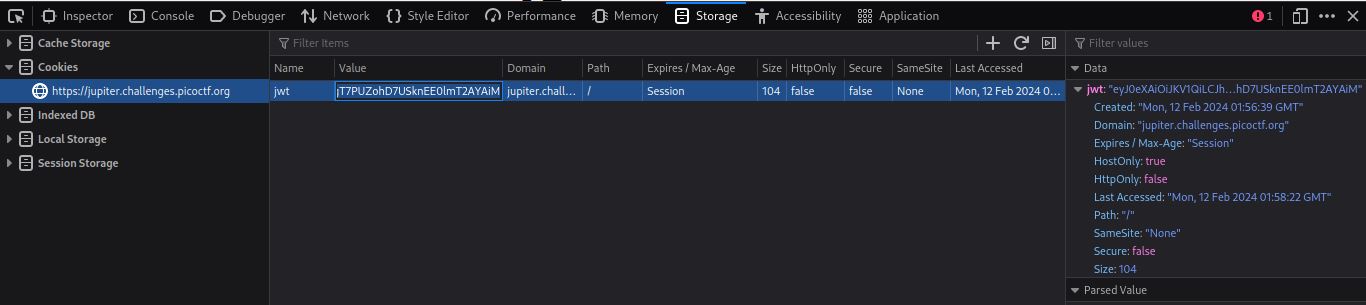 Inspector Console Debugger Network Style Editor Performance Memory Storage Accessibility Application 1
Cache Storage
Cookies
https://jupiter.challenges.picoctf.org
Indexed DB
Local Storage
Session Storage
Filter Items
Name Value Domain Path Expires / Max-Age Size HttpOnly Secure SameSite Last Accessed
jwt jT7PUZohD7USknEE0lmT2AYAiM jupiter.chall... / Session 104 false false None Mon, 12 Feb 2024 0...
Filter values
Data
jwt: "eyJ0eXAiOiJKV1QiLCJh...hD7USknEE0lmT2AYAiM"
Created: "Mon, 12 Feb 2024 01:56:39 GMT"
Domain: "jupiter.challenges.picoctf.org"
Expires / Max-Age: "Session"
HostOnly: true
HttpOnly: false
Last Accessed: "Mon, 12 Feb 2024 01:58:22 GMT"
Path: "/"
SameSite: "None"
Secure: false
Size: 104
Parsed Value